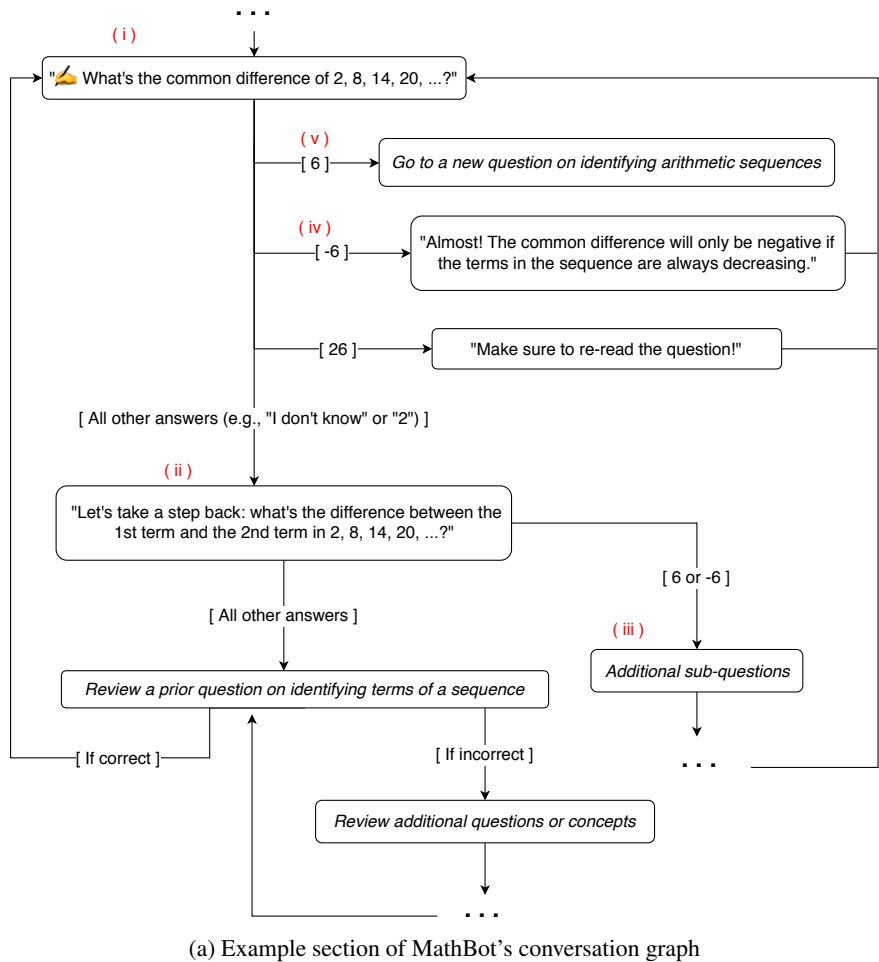 ...
( i )
"✍️ What's the common difference of 2, 8, 14, 20, ...?"
( v )
[ 6 ]
Go to a new question on identifying arithmetic sequences
( iv )
[ -6 ]
"Almost! The common difference will only be negative if
the terms in the sequence are always decreasing."
[ 26 ]
"Make sure to re-read the question!"
[ All other answers (e.g., "I don't know" or "2") ]
( ii )
"Let's take a step back: what's the difference between the
1st term and the 2nd term in 2, 8, 14, 20, ...?"
[ 6 or -6 ]
[ All other answers ]
( iii )
Additional sub-questions
Review a prior question on identifying terms of a sequence
[ If correct ]
[ If incorrect ]
...
Review additional questions or concepts
...
(a) Example section of MathBot's conversation graph